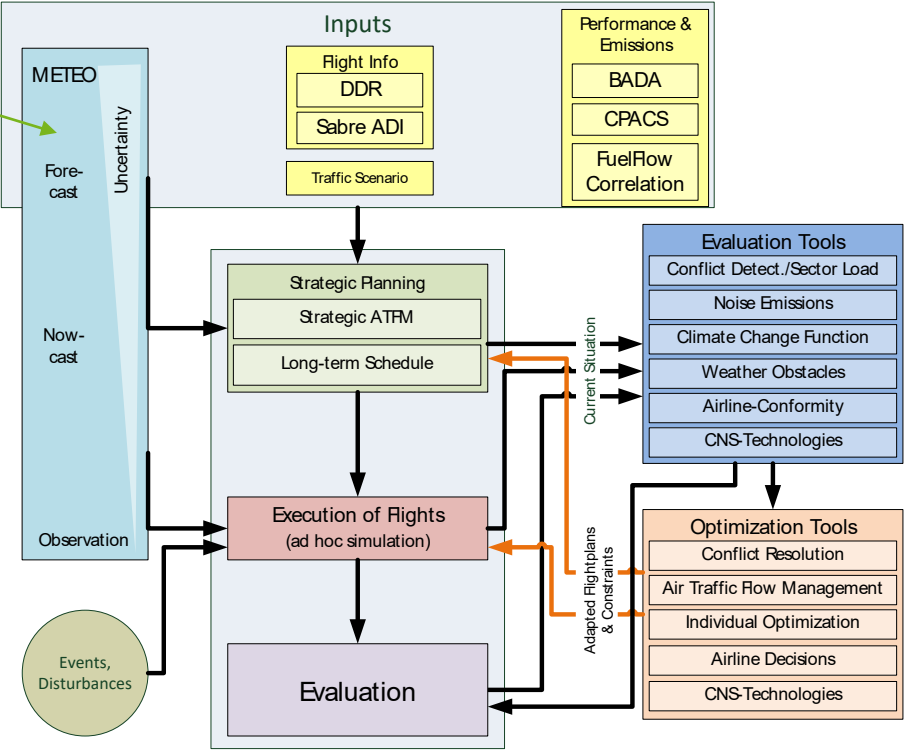 Inputs
METEO
Uncertainty
Fore-
cast
Now-
cast
Observation
Flight Info
DDR
Sabre ADI
Traffic Scenario
Performance &
Emissions
BADA
CPACS
FuelFlow
Correlation
Strategic Planning
Strategic ATFM
Long-term Schedule
Execution of Flights
(ad hoc simulation)
Evaluation
Events,
Disturbances
Current Situation
Adapted Flightplans
& Constraints
Evaluation Tools
Conflict Detect./Sector Load
Noise Emissions
Climate Change Function
Weather Obstacles
Airline-Conformity
CNS-Technologies
Optimization Tools
Conflict Resolution
Air Traffic Flow Management
Individual Optimization
Airline Decisions
CNS-Technologies